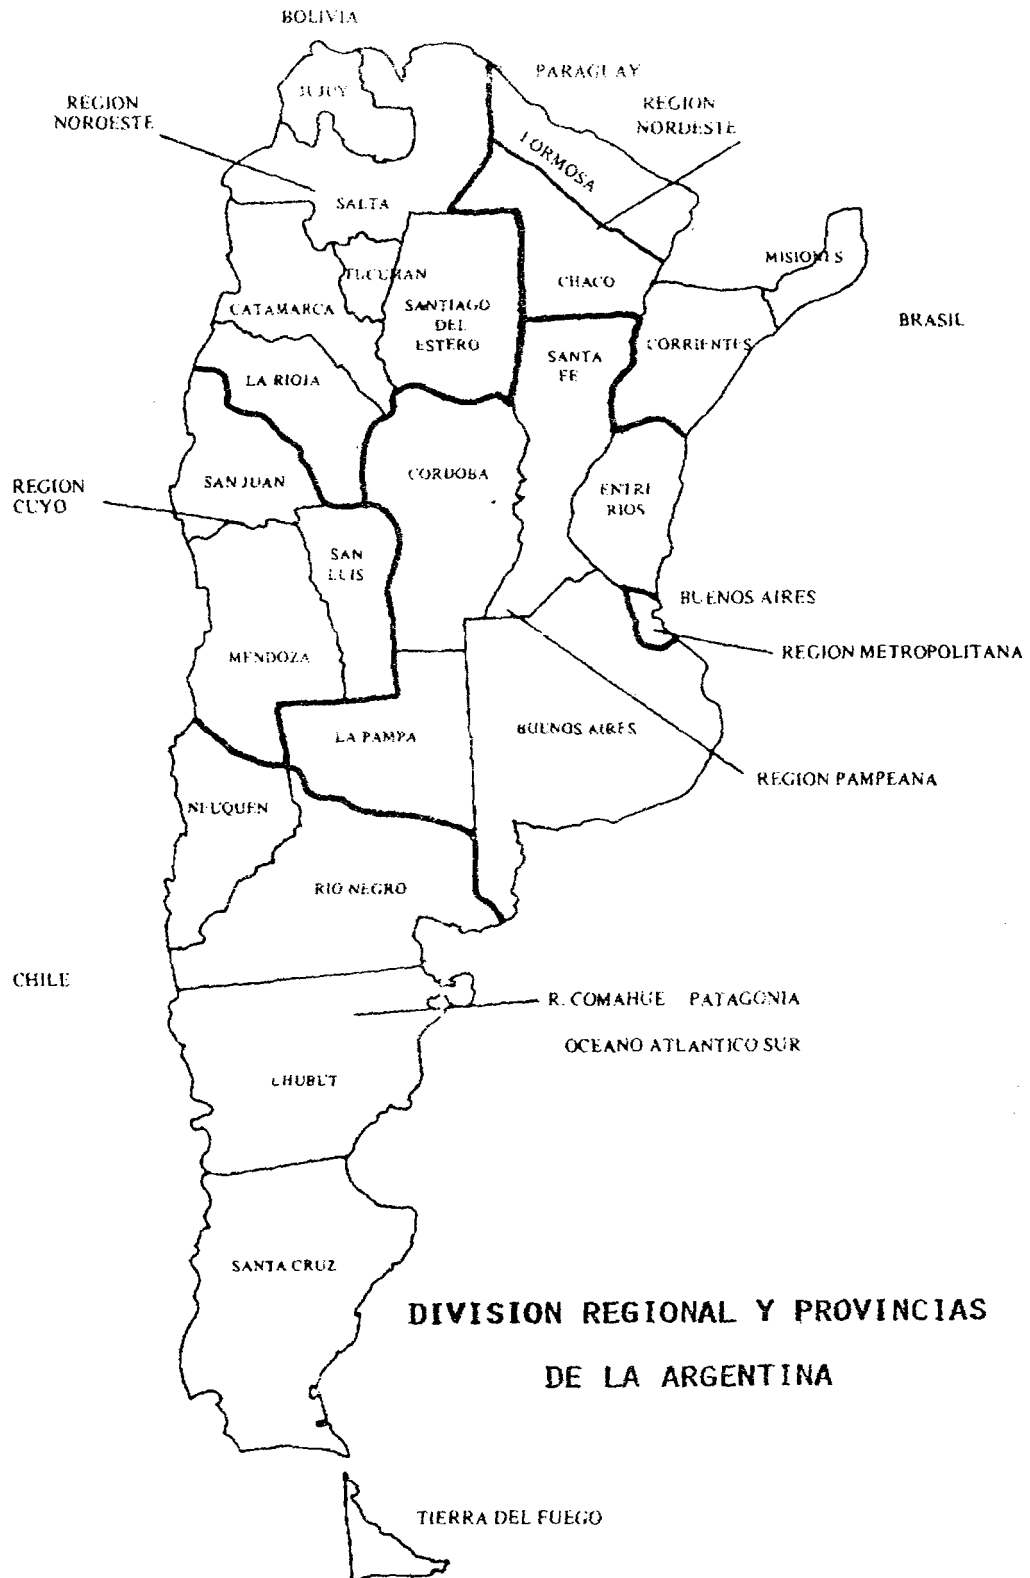 BOLIVIA
PARAGUAY
JUJUY
REGION
NOROESTE
REGION
NORDESTE
FORMOSA
SALTA
MISIONES
TUCUMAN
CHACO
CATAMARCA
SANTIAGO
DEL
ESTERO
BRASIL
SANTA
FE
CORRIENTES
LA RIOJA
CORDOBA
SAN JUAN
REGION
CUYO
ENTRE
RIOS
SAN
LUIS
BUENOS AIRES
REGION METROPOLITANA
MENDOZA
LA PAMPA
BUENOS AIRES
REGION PAMPEANA
NEUQUEN
RIO NEGRO
CHILE
R. COMAHUE PATAGONIA
OCEANO ATLANTICO SUR
CHUBUT
SANTA CRUZ
DIVISION REGIONAL Y PROVINCIAS
DE LA ARGENTINA
TIERRA DEL FUEGO